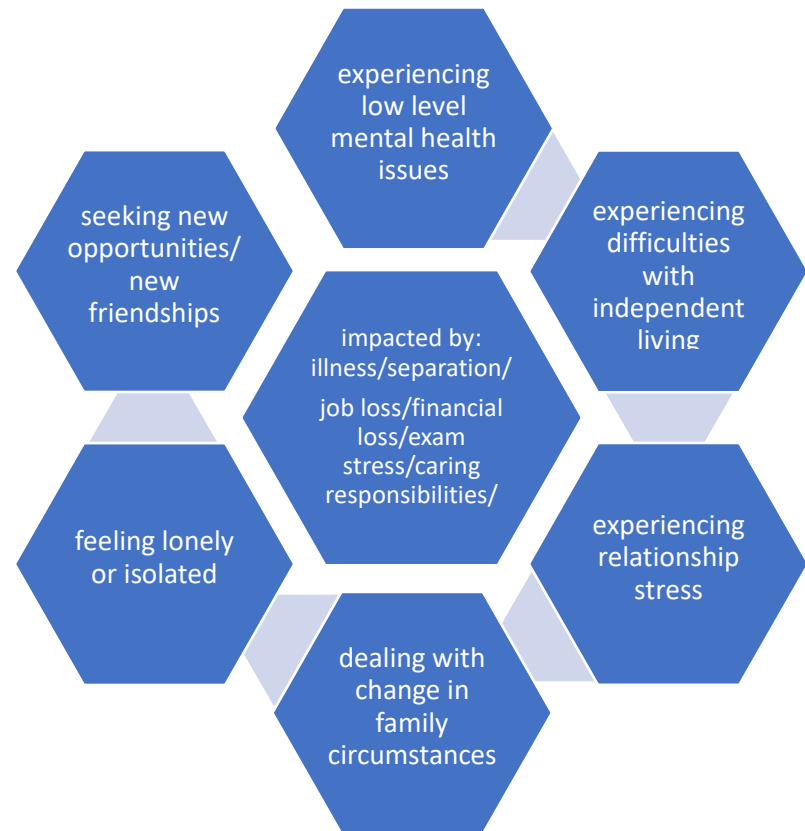 experiencing
low level
mental health
issues
experiencing
difficulties
with
independent
living
experiencing
relationship
stress
dealing with
change in
family
circumstances
feeling lonely
or isolated
seeking new
opportunities/
new
friendships
impacted by:
illness/separation/
job loss/financial
loss/exam
stress/caring
responsibilities/